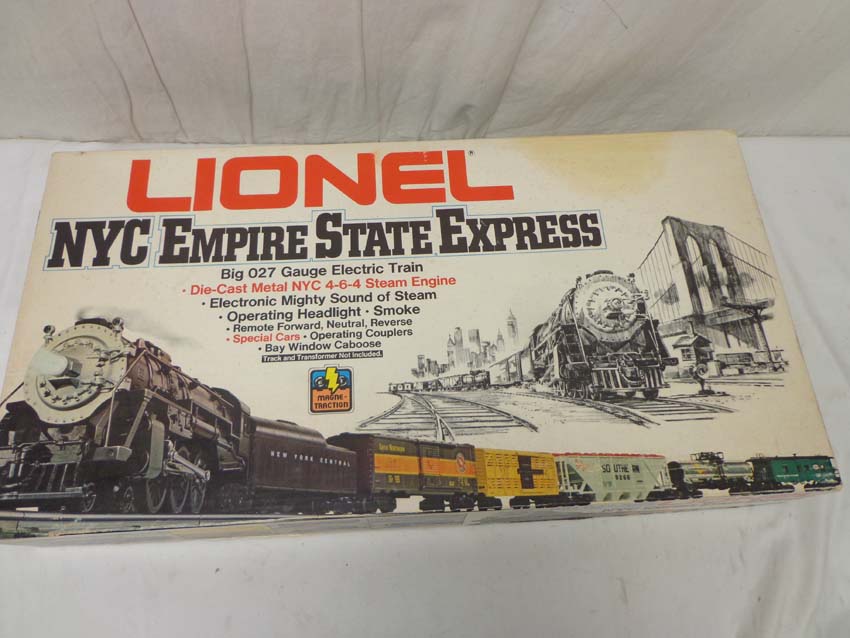 LIONEL®
NYC EMPIRE STATE EXPRESS
Big 027 Gauge Electric Train
• Die-Cast Metal NYC 4-6-4 Steam Engine
• Electronic Mighty Sound of Steam
• Operating Headlight • Smoke
• Remote Forward, Neutral, Reverse
• Special Cars • Operating Couplers
• Bay Window Caboose
Track and Transformer Not Included.
MAGNE-
TRACTION
NEW YORK CENTRAL
SOUTHERN